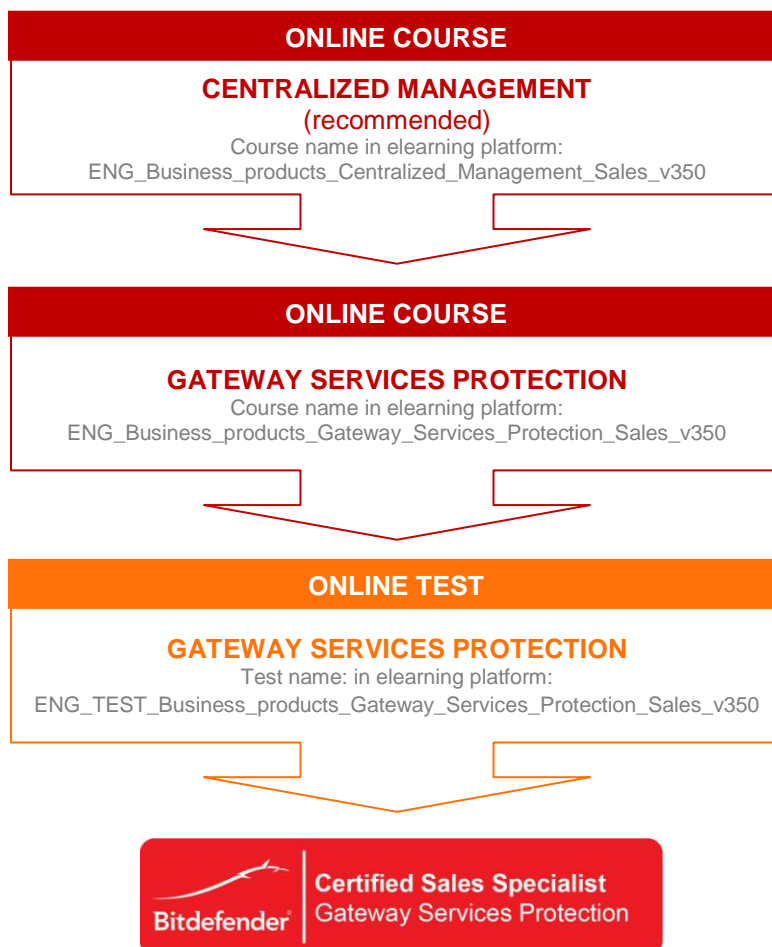 ONLINE COURSE
CENTRALIZED MANAGEMENT
(recommended)
Course name in elearning platform:
ENG_Business_products_Centralized_Management_Sales_v350
ONLINE COURSE
GATEWAY SERVICES PROTECTION
Course name in elearning platform:
ENG_Business_products_Gateway_Services_Protection_Sales_v350
ONLINE TEST
GATEWAY SERVICES PROTECTION
Test name: in elearning platform:
ENG_TEST_Business_products_Gateway_Services_Protection_Sales_v350
Bitdefender®
Certified Sales Specialist
Gateway Services Protection